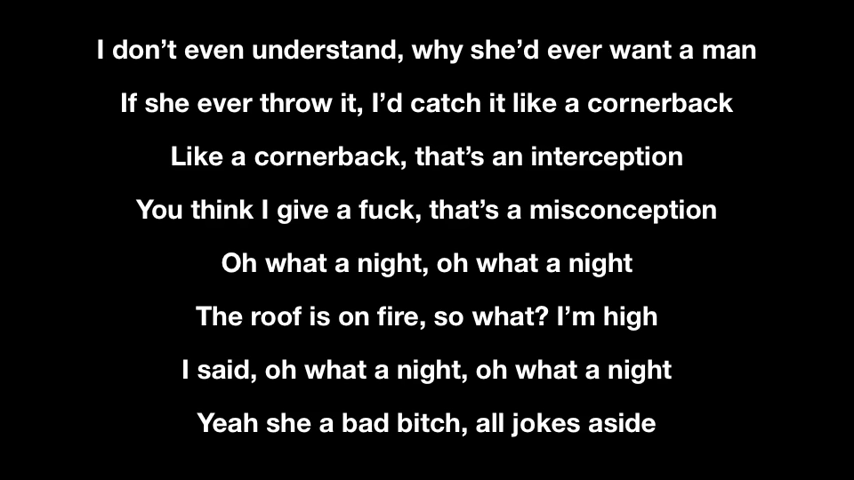 I don’t even understand, why she’d ever want a man
If she ever throw it, I’d catch it like a cornerback
Like a cornerback, that’s an interception
You think I give a fuck, that’s a misconception
Oh what a night, oh what a night
The roof is on fire, so what? I’m high
I said, oh what a night, oh what a night
Yeah she a bad bitch, all jokes aside